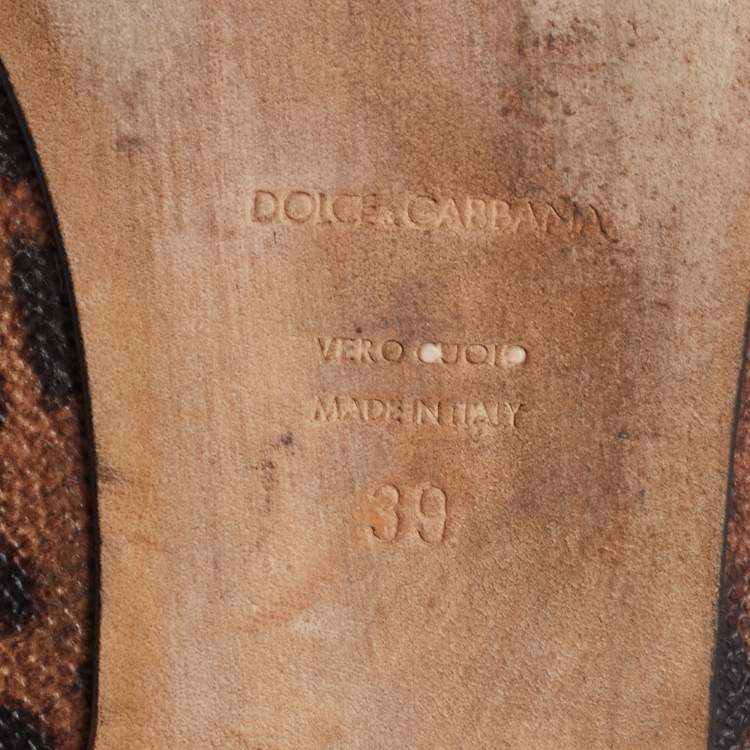 DOLCE&GABBANA
VERO CUOIO
MADE IN ITALY
39